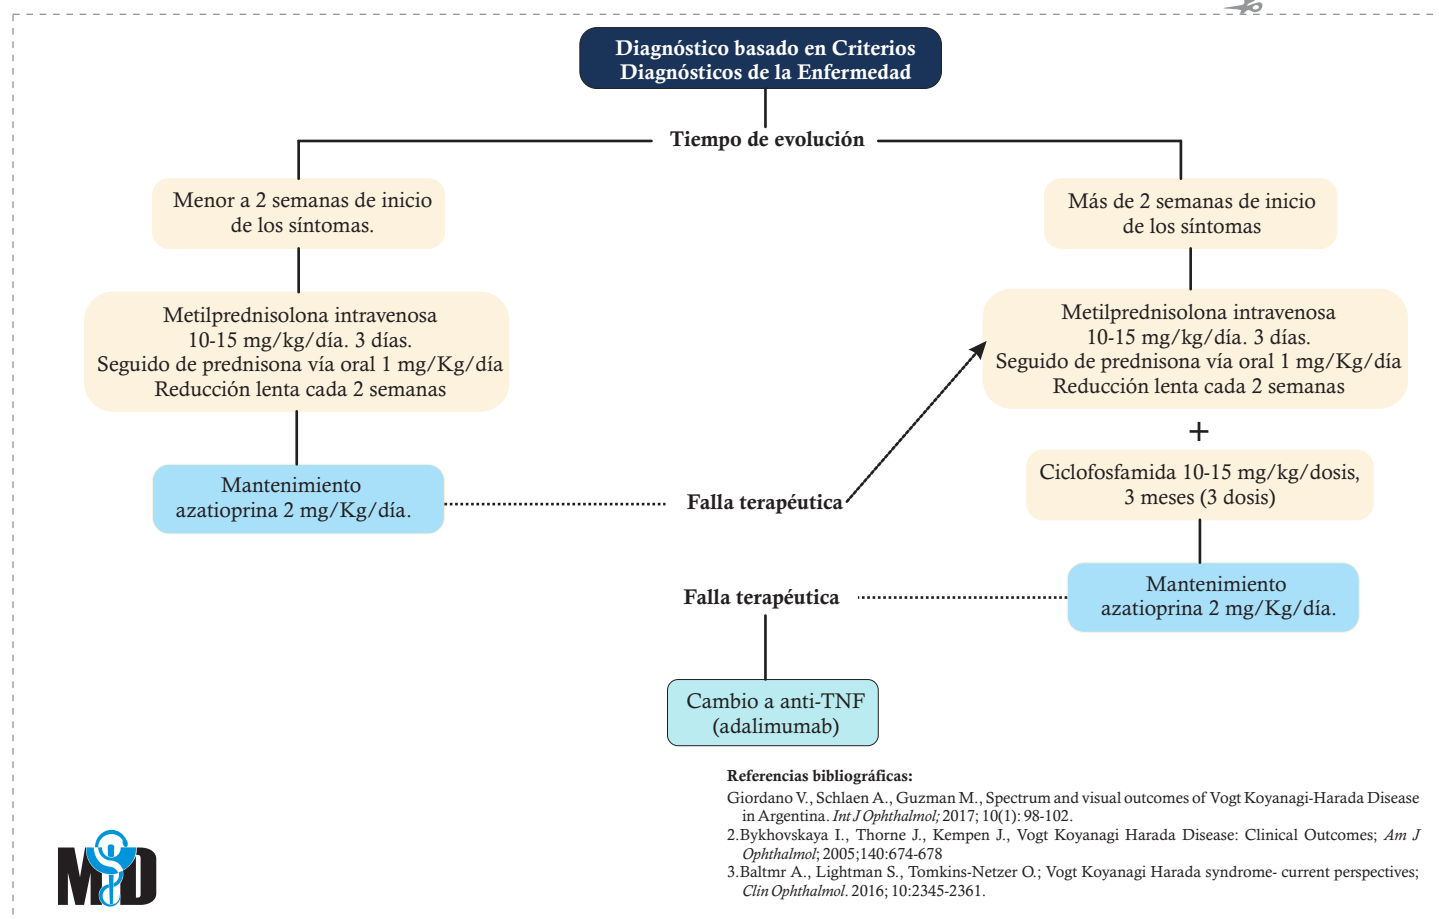 Diagnóstico basado en Criterios
Diagnósticos de la Enfermedad
Tiempo de evolución
Menor a 2 semanas de inicio
de los síntomas.
Metilprednisolona intravenosa
10-15 mg/kg/día. 3 días.
Seguido de prednisona vía oral 1 mg/Kg/día
Reducción lenta cada 2 semanas
Mantenimiento
azatioprina 2 mg/Kg/día.
Falla terapéutica
Más de 2 semanas de inicio
de los síntomas
Metilprednisolona intravenosa
10-15 mg/kg/día. 3 días.
Seguido de prednisona vía oral 1 mg/Kg/día
Reducción lenta cada 2 semanas
+
Ciclofosfamida 10-15 mg/kg/dosis,
3 meses (3 dosis)
Mantenimiento
azatioprina 2 mg/Kg/día.
Falla terapéutica
Cambio a anti-TNF
(adalimumab)
Referencias bibliográficas:
Giordano V., Schlaen A., Guzman M., Spectrum and visual outcomes of Vogt Koyanagi-Harada Disease
in Argentina. Int J Ophthalmol; 2017; 10(1): 98-102.
2.Bykhovskaya I., Thorne J., Kempen J., Vogt Koyanagi Harada Disease: Clinical Outcomes; Am J
Ophthalmol; 2005;140:674-678
3.Baltmr A., Lightman S., Tomkins-Netzer O.; Vogt Koyanagi Harada syndrome- current perspectives;
Clin Ophthalmol. 2016; 10:2345-2361.
MD